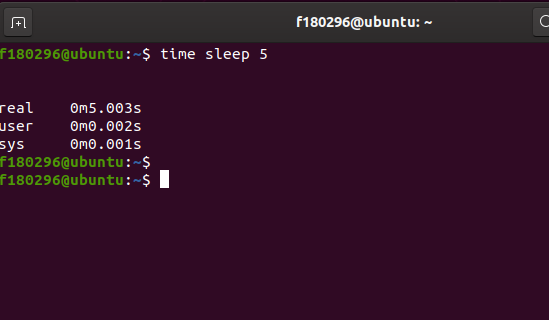 f180296@ubuntu: ~
f180296@ubuntu:~$ time sleep 5
real 0m5.003s
user 0m0.002s
sys 0m0.001s
f180296@ubuntu:~$
f180296@ubuntu:~$